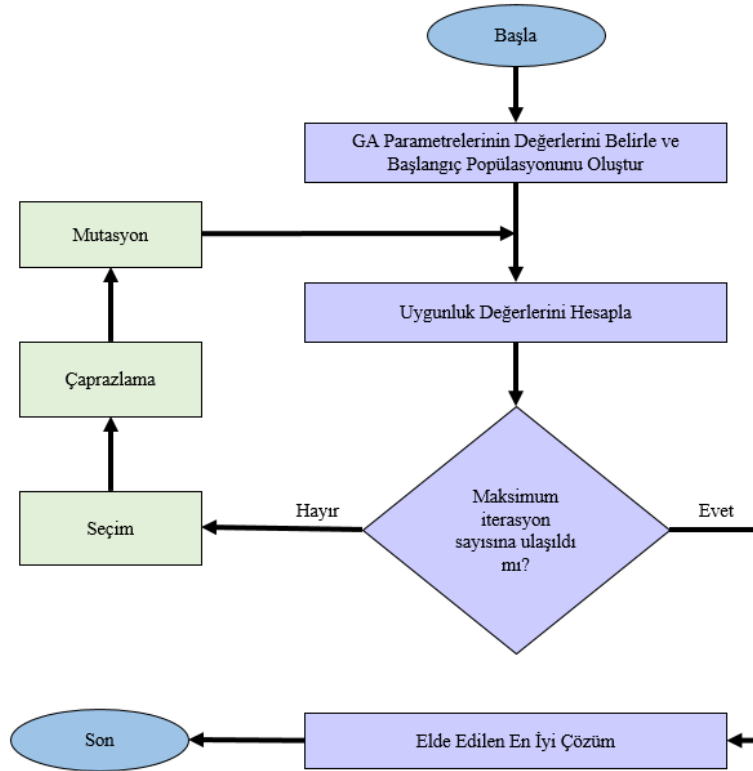 Başla
GA Parametrelerinin Değerlerini Belirle ve
Başlangıç Popülasyonunu Oluştur
Mutasyon
Uygunluk Değerlerini Hesapla
Çaprazlama
Maksimum
iterasyon
sayısına ulaşıldı
mı?
Hayır
Evet
Seçim
Elde Edilen En İyi Çözüm
Son